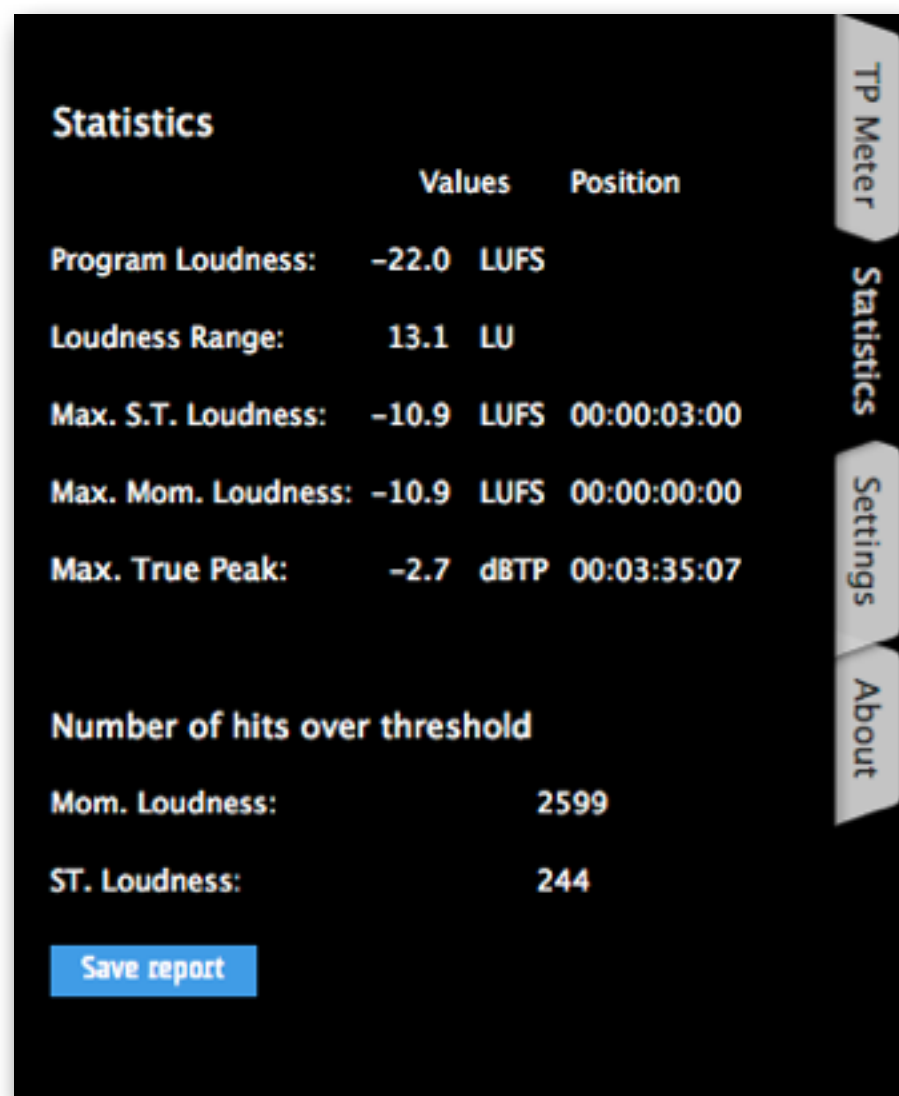 Statistics
Values Position
Program Loudness: -22.0 LUFS
Loudness Range: 13.1 LU
Max. S.T. Loudness: -10.9 LUFS 00:00:03:00
Max. Mom. Loudness: -10.9 LUFS 00:00:00:00
Max. True Peak: -2.7 dBTP 00:03:35:07
Number of hits over threshold
Mom. Loudness: 2599
ST. Loudness: 244
Save report
TP Meter
Statistics
Settings
About